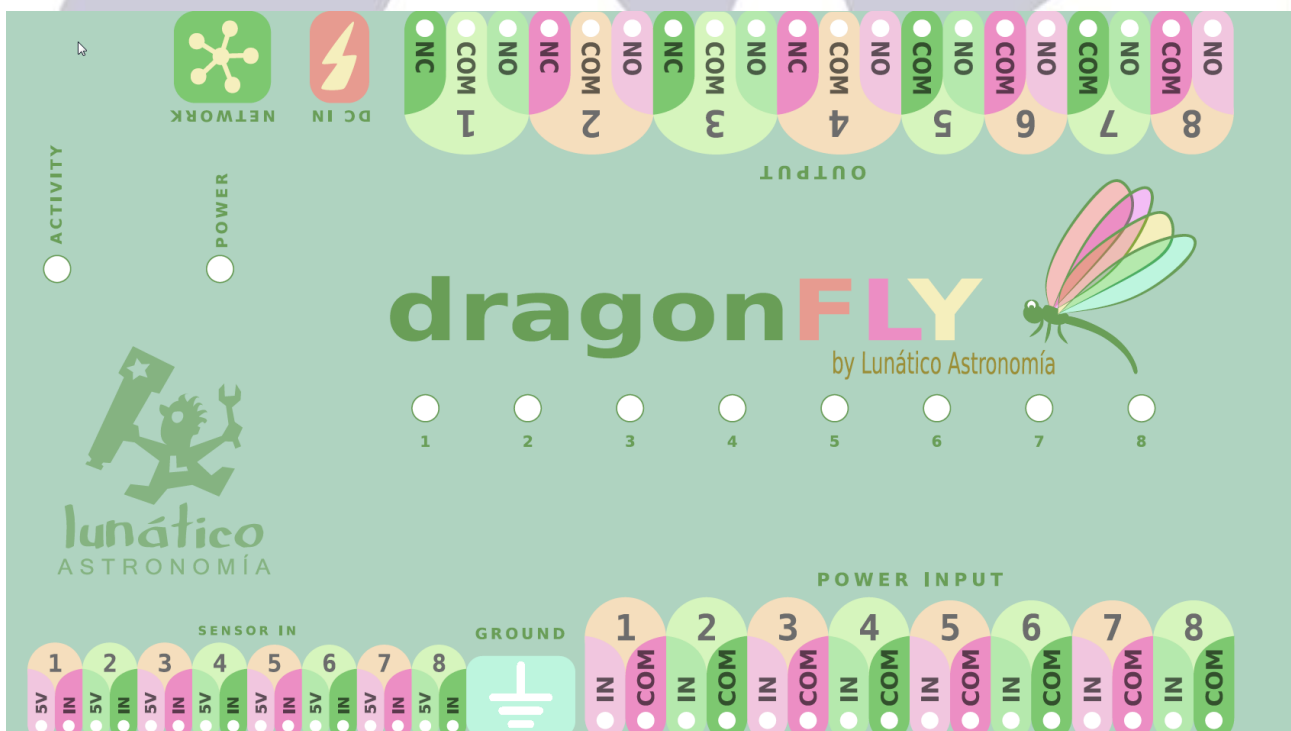 NETWORK
DC IN
NC COM NO NC COM NO NC COM NO NC COM NO COM NO COM NO COM NO COM NO
1 2 3 4 5 6 7 8
OUTPUT
ACTIVITY
POWER
dragonFLY
by Lunático Astronomía
1 2 3 4 5 6 7 8
lunático
ASTRONOMÍA
POWER INPUT
1 2 3 4 5 6 7 8
IN COM IN COM IN COM IN COM IN COM IN COM IN COM IN COM
SENSOR IN
1 2 3 4 5 6 7 8
5V IN 5V IN 5V IN 5V IN 5V IN 5V IN 5V IN 5V IN
GROUND